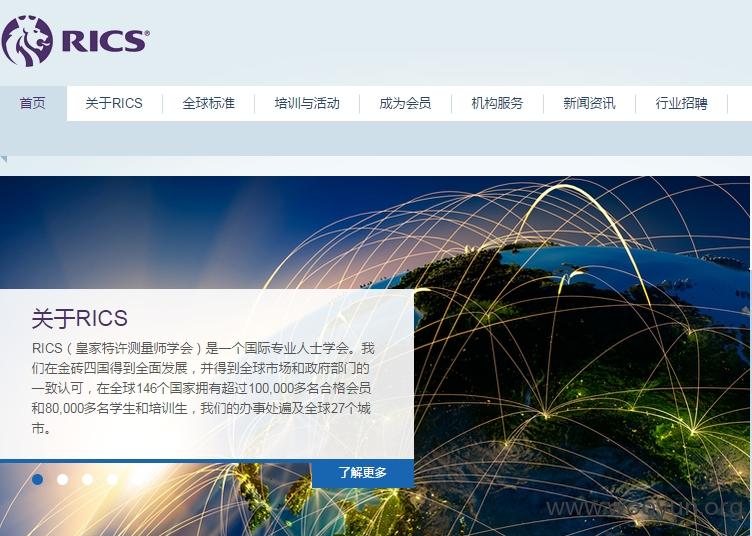 RICS®
首页 关于RICS 全球标准 培训与活动 成为会员 机构服务 新闻资讯 行业招聘
关于RICS
RICS（皇家特许测量师学会）是一个国际专业人士学会。我
们在金砖四国得到全面发展，并得到全球市场和政府部门的
一致认可，在全球146个国家拥有超过100,000多名合格会员
和80,000多名学生和培训生，我们的办事处遍及全球27个城
市。
了解更多